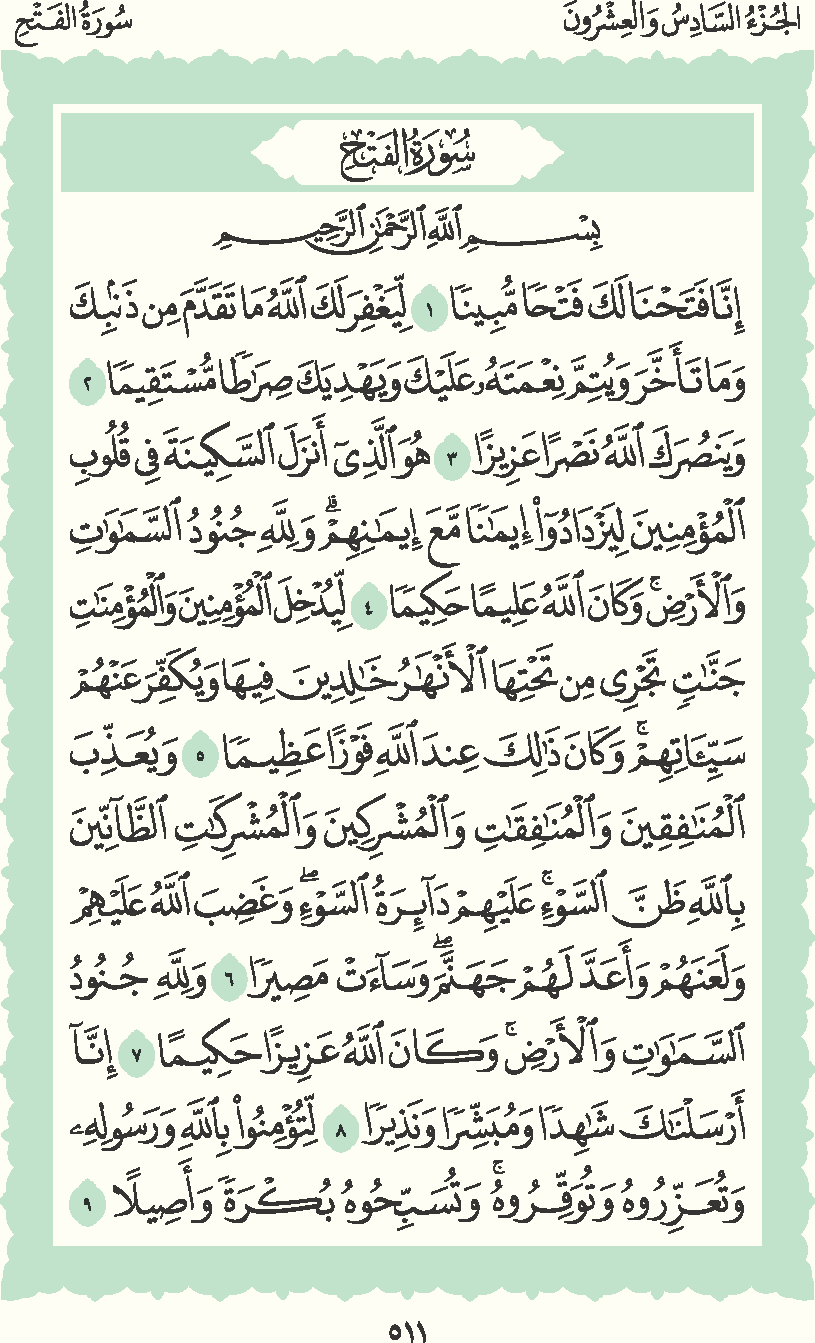 الجُزْءُ السَّادِسُ وَالعِشْرُونَ
سُورَةُ الفَتْحِ
سُورَةُ الفَتْحِ
بِسْمِ ٱللَّهِ ٱلرَّحْمَٰنِ ٱلرَّحِيمِ
إِنَّا فَتَحْنَا لَكَ فَتْحًا مُّبِينًا ١ لِّيَغْفِرَ لَكَ ٱللَّهُ مَا تَقَدَّمَ مِن ذَنۢبِكَ
وَمَا تَأَخَّرَ وَيُتِمَّ نِعْمَتَهُۥ عَلَيْكَ وَيَهْدِيَكَ صِرَٰطًا مُّسْتَقِيمًا ٢
وَيَنصُرَكَ ٱللَّهُ نَصْرًا عَزِيزًا ٣ هُوَ ٱلَّذِىٓ أَنزَلَ ٱلسَّكِينَةَ فِى قُلُوبِ
ٱلْمُؤْمِنِينَ لِيَزْدَادُوٓا۟ إِيمَٰنًا مَّعَ إِيمَٰنِهِمْ ۗ وَلِلَّهِ جُنُودُ ٱلسَّمَٰوَٰتِ
وَٱلْأَرْضِ ۚ وَكَانَ ٱللَّهُ عَلِيمًا حَكِيمًا ٤ لِّيُدْخِلَ ٱلْمُؤْمِنِينَ وَٱلْمُؤْمِنَٰتِ
جَنَّٰتٍ تَجْرِى مِن تَحْتِهَا ٱلْأَنْهَٰرُ خَٰلِدِينَ فِيهَا وَيُكَفِّرَ عَنْهُمْ
سَيِّـَٔاتِهِمْ ۚ وَكَانَ ذَٰلِكَ عِندَ ٱللَّهِ فَوْزًا عَظِيمًا ٥ وَيُعَذِّبَ
ٱلْمُنَٰفِقِينَ وَٱلْمُنَٰفِقَٰتِ وَٱلْمُشْرِكِينَ وَٱلْمُشْرِكَٰتِ ٱلظَّآنِّينَ
بِٱللَّهِ ظَنَّ ٱلسَّوْءِ ۚ عَلَيْهِمْ دَآئِرَةُ ٱلسَّوْءِ ۖ وَغَضِبَ ٱللَّهُ عَلَيْهِمْ
وَلَعَنَهُمْ وَأَعَدَّ لَهُمْ جَهَنَّمَ ۖ وَسَآءَتْ مَصِيرًا ٦ وَلِلَّهِ جُنُودُ
ٱلسَّمَٰوَٰتِ وَٱلْأَرْضِ ۚ وَكَانَ ٱللَّهُ عَزِيزًا حَكِيمًا ٧ إِنَّآ
أَرْسَلْنَٰكَ شَٰهِدًا وَمُبَشِّرًا وَنَذِيرًا ٨ لِّتُؤْمِنُوا۟ بِٱللَّهِ وَرَسُولِهِۦ
وَتُعَزِّرُوهُ وَتُوَقِّرُوهُ ۚ وَتُسَبِّحُوهُ بُكْرَةً وَأَصِيلًا ٩
٥١١